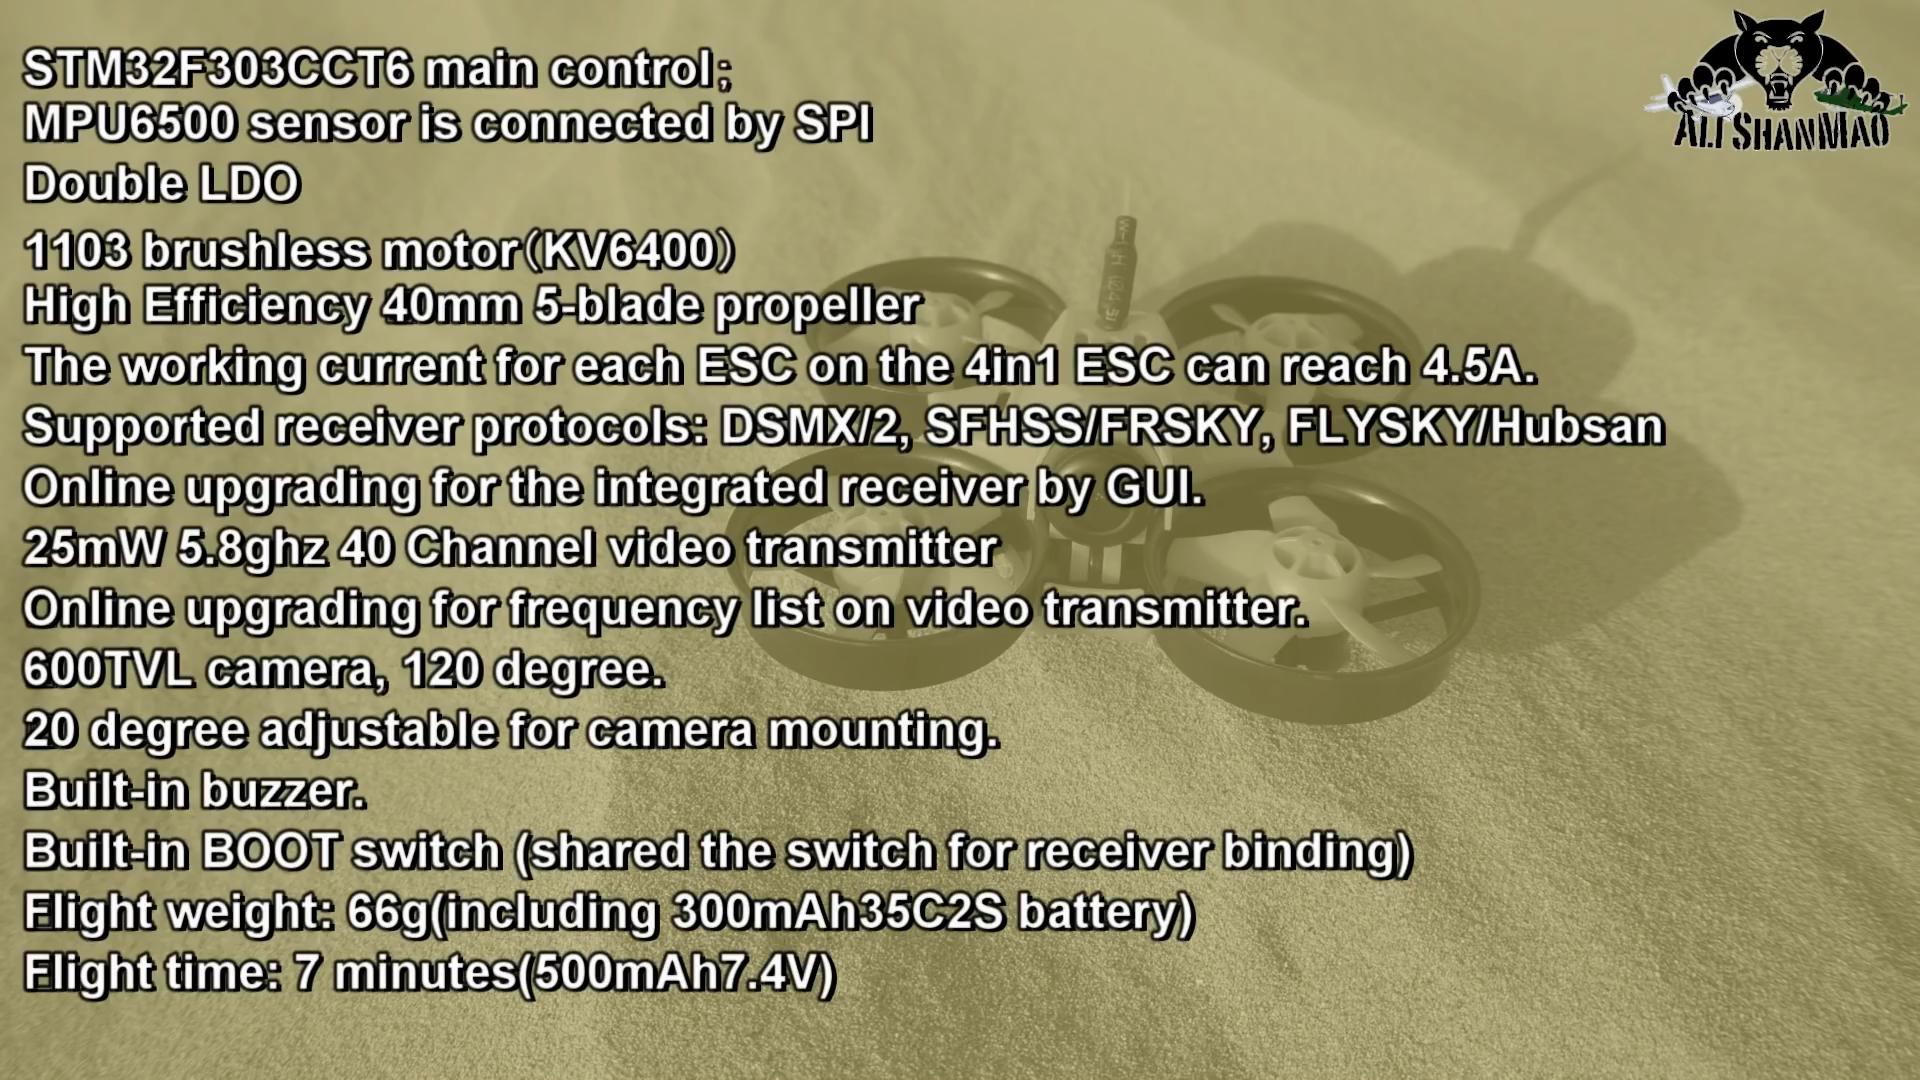 STM32F303CCT6 main control;
MPU6500 sensor is connected by SPI
Double LDO
1103 brushless motor（KV6400）
High Efficiency 40mm 5-blade propeller
The working current for each ESC on the 4in1 ESC can reach 4.5A.
Supported receiver protocols: DSMX/2, SFHSS/FRSKY, FLYSKY/Hubsan
Online upgrading for the integrated receiver by GUI.
25mW 5.8ghz 40 Channel video transmitter
Online upgrading for frequency list on video transmitter.
600TVL camera, 120 degree.
20 degree adjustable for camera mounting.
Built-in buzzer.
Built-in BOOT switch (shared the switch for receiver binding)
Flight weight: 66g(including 300mAh35C2S battery)
Flight time: 7 minutes(500mAh7.4V)
ALISHANMAO